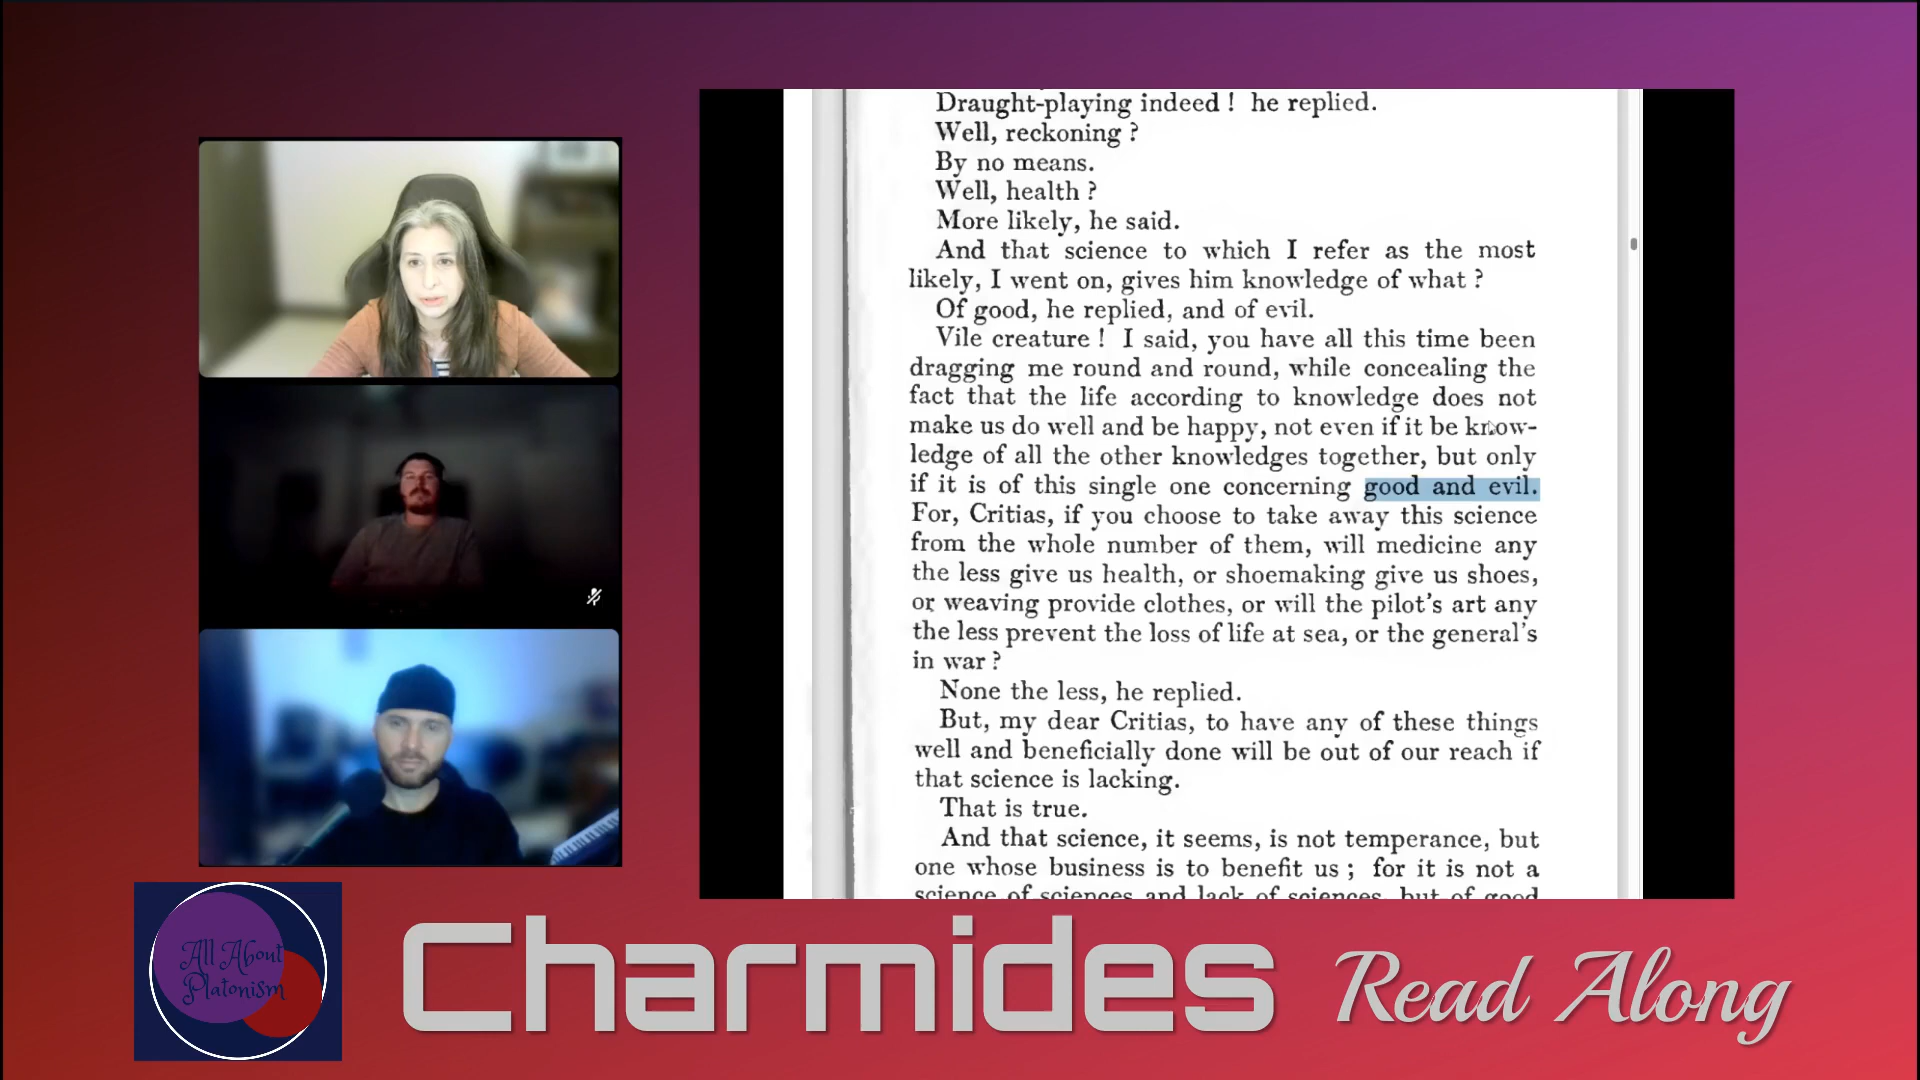 Draught-playing indeed ! he replied.
Well, reckoning ?
By no means.
Well, health ?
More likely, he said.
And that science to which I refer as the most
likely, I went on, gives him knowledge of what ?
Of good, he replied, and of evil.
Vile creature ! I said, you have all this time been
dragging me round and round, while concealing the
fact that the life according to knowledge does not
make us do well and be happy, not even if it be know-
ledge of all the other knowledges together, but only
if it is of this single one concerning good and evil.
For, Critias, if you choose to take away this science
from the whole number of them, will medicine any
the less give us health, or shoemaking give us shoes,
or weaving provide clothes, or will the pilot's art any
the less prevent the loss of life at sea, or the general's
in war ?
None the less, he replied.
But, my dear Critias, to have any of these things
well and beneficially done will be out of our reach if
that science is lacking.
That is true.
And that science, it seems, is not temperance, but
one whose business is to benefit us ; for it is not a
science of sciences and lack of sciences, but of good
All About
Platonism
Charmides Read Along